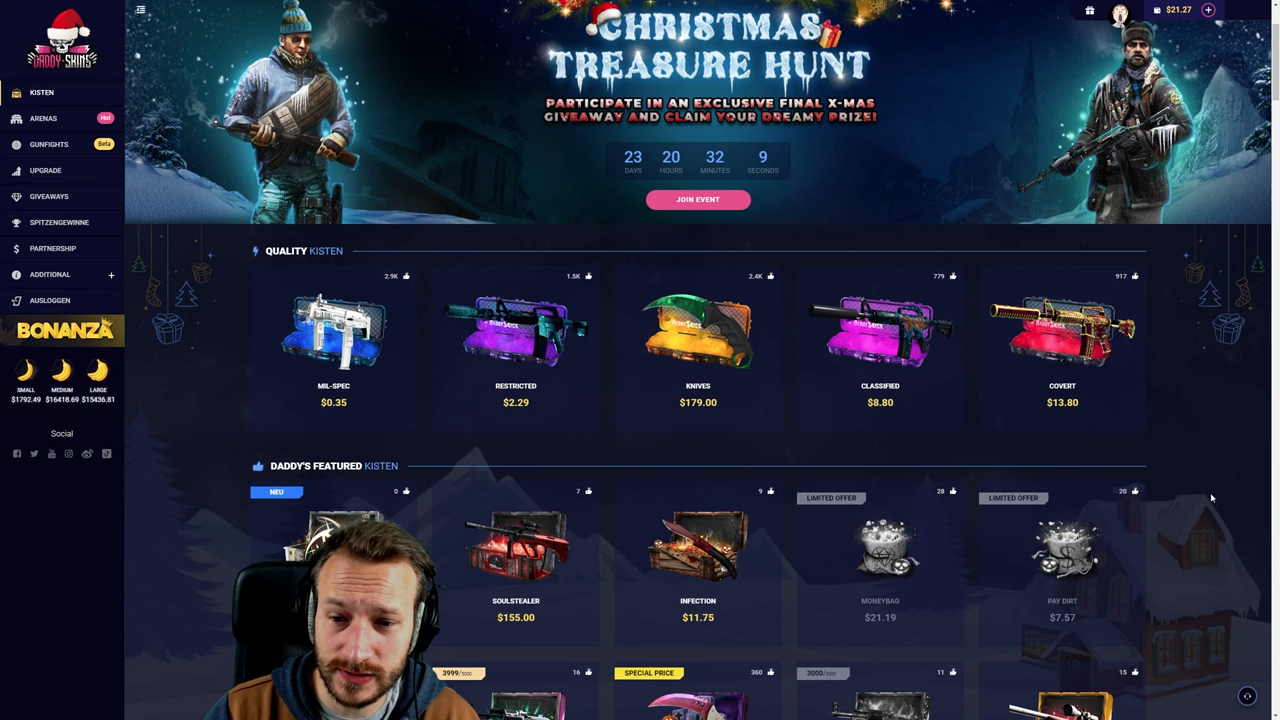 DADDY SKINS
KISTEN
ARENAS
Hot
GUNFIGHTS
Beta
UPGRADE
GIVEAWAYS
SPITZENGEWINNE
PARTNERSHIP
ADDITIONAL
AUSLOGGEN
BONANZA
SMALL
MEDIUM
LARGE
$1792.49
$16418.69
$15436.81
Social
$21.27
CHRISTMAS
TREASURE HUNT
PARTICIPATE IN AN EXCLUSIVE FINAL X-MAS
GIVEAWAY AND CLAIM YOUR DREAMY PRIZE!
23
20
32
9
DAYS
HOURS
MINUTES
SECONDS
JOIN EVENT
QUALITY KISTEN
2.9K
1.5K
2.4K
779
917
MIL-SPEC
RESTRICTED
KNIVES
CLASSIFIED
COVERT
$0.35
$2.29
$179.00
$8.80
$13.80
DADDY'S FEATURED KISTEN
NEU
0
7
9
LIMITED OFFER
28
LIMITED OFFER
20
SOULSTEALER
INFECTION
MONEYBAG
PAY DIRT
$155.00
$11.75
$21.19
$7.57
3999/5000
16
SPECIAL PRICE
360
3000/5000
11
15